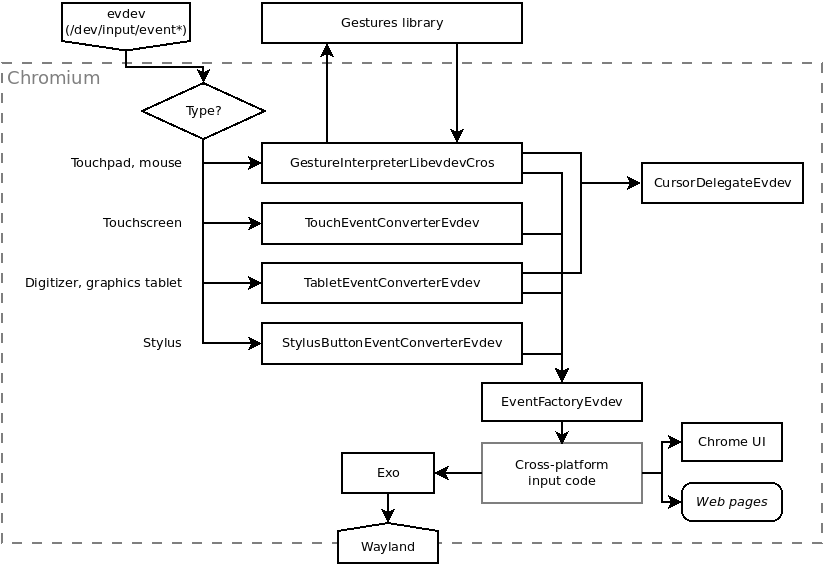 evdev
(/dev/input/event*)
Gestures library
Chromium
Type?
Touchpad, mouse
GestureInterpreterLibevdevCros
CursorDelegateEvdev
Touchscreen
TouchEventConverterEvdev
Digitizer, graphics tablet
TabletEventConverterEvdev
Stylus
StylusButtonEventConverterEvdev
EventFactoryEvdev
Cross-platform
input code
Chrome UI
Exo
Web pages
Wayland